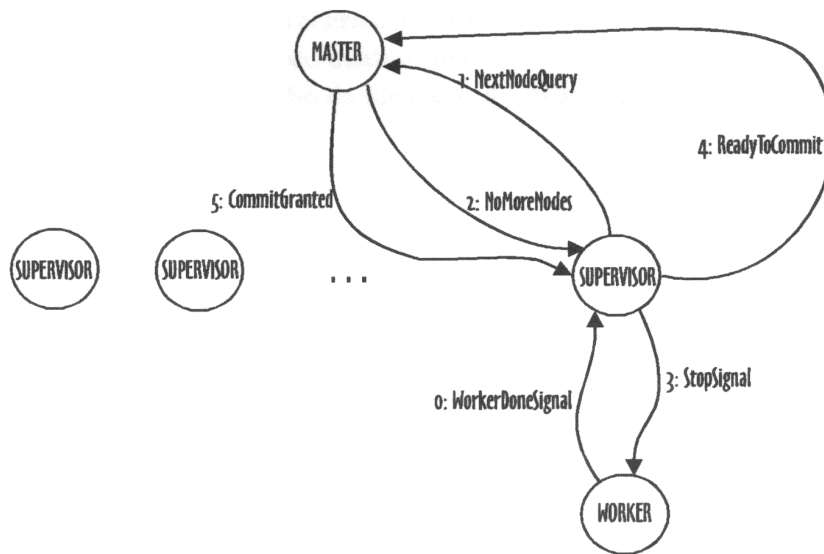 MASTER
1: NextNodeQuery
4: ReadyToCommit
5: CommitGranted
2: NoMoreNodes
SUPERVISOR
SUPERVISOR
. . .
SUPERVISOR
3: StopSignal
0: WorkerDoneSignal
WORKER